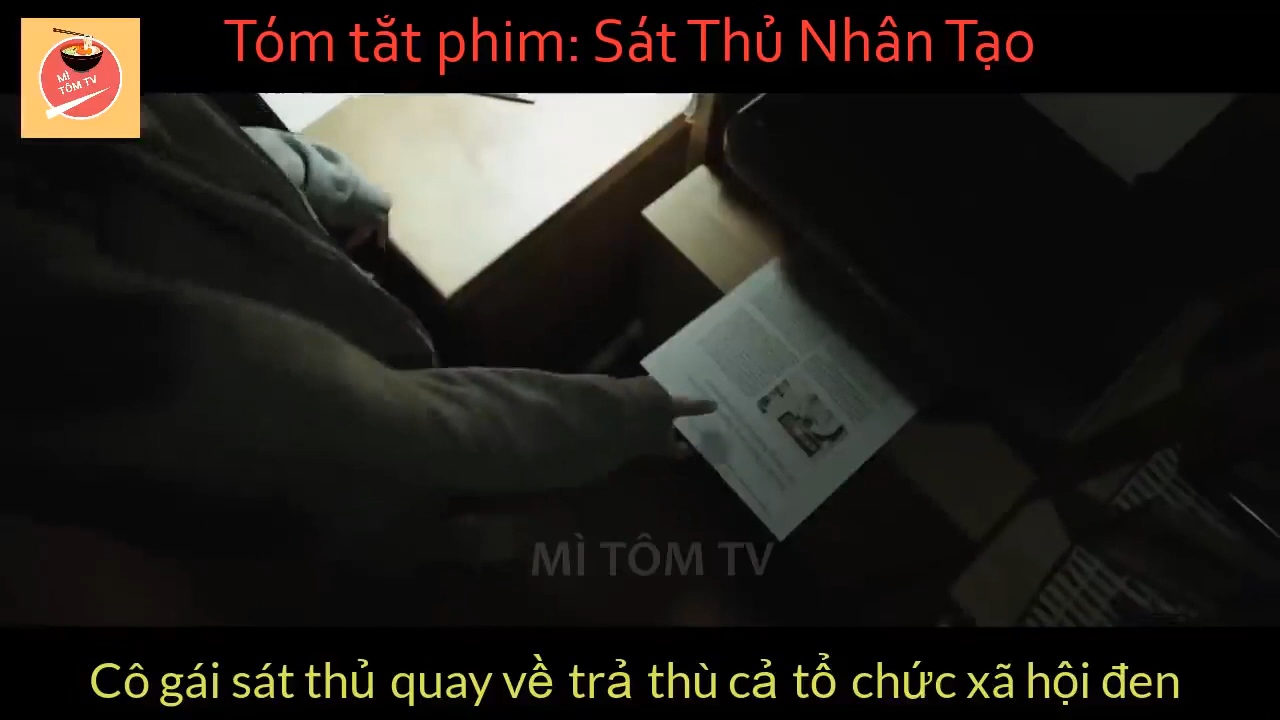 Tóm tắt phim: Sát Thủ Nhân Tạo
MÌ
TÔM TV
MÌ TÔM TV
Cô gái sát thủ quay về trả thù cả tổ chức xã hội đen